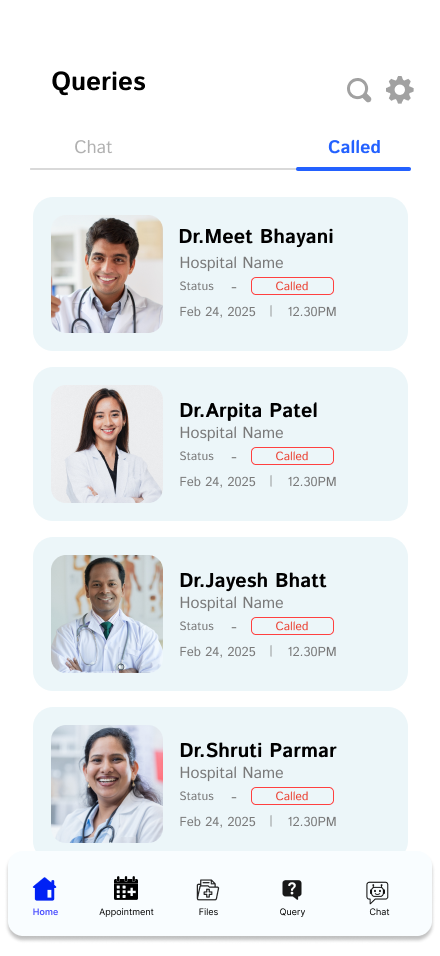 Queries
Chat Called
Dr.Meet Bhayani
Hospital Name
Status - Called
Feb 24, 2025 | 12.30PM
Dr.Arpita Patel
Hospital Name
Status - Called
Feb 24, 2025 | 12.30PM
Dr.Jayesh Bhatt
Hospital Name
Status - Called
Feb 24, 2025 | 12.30PM
Dr.Shruti Parmar
Hospital Name
Status - Called
Feb 24, 2025 | 12.30PM
Home Appointment Files Query Chat